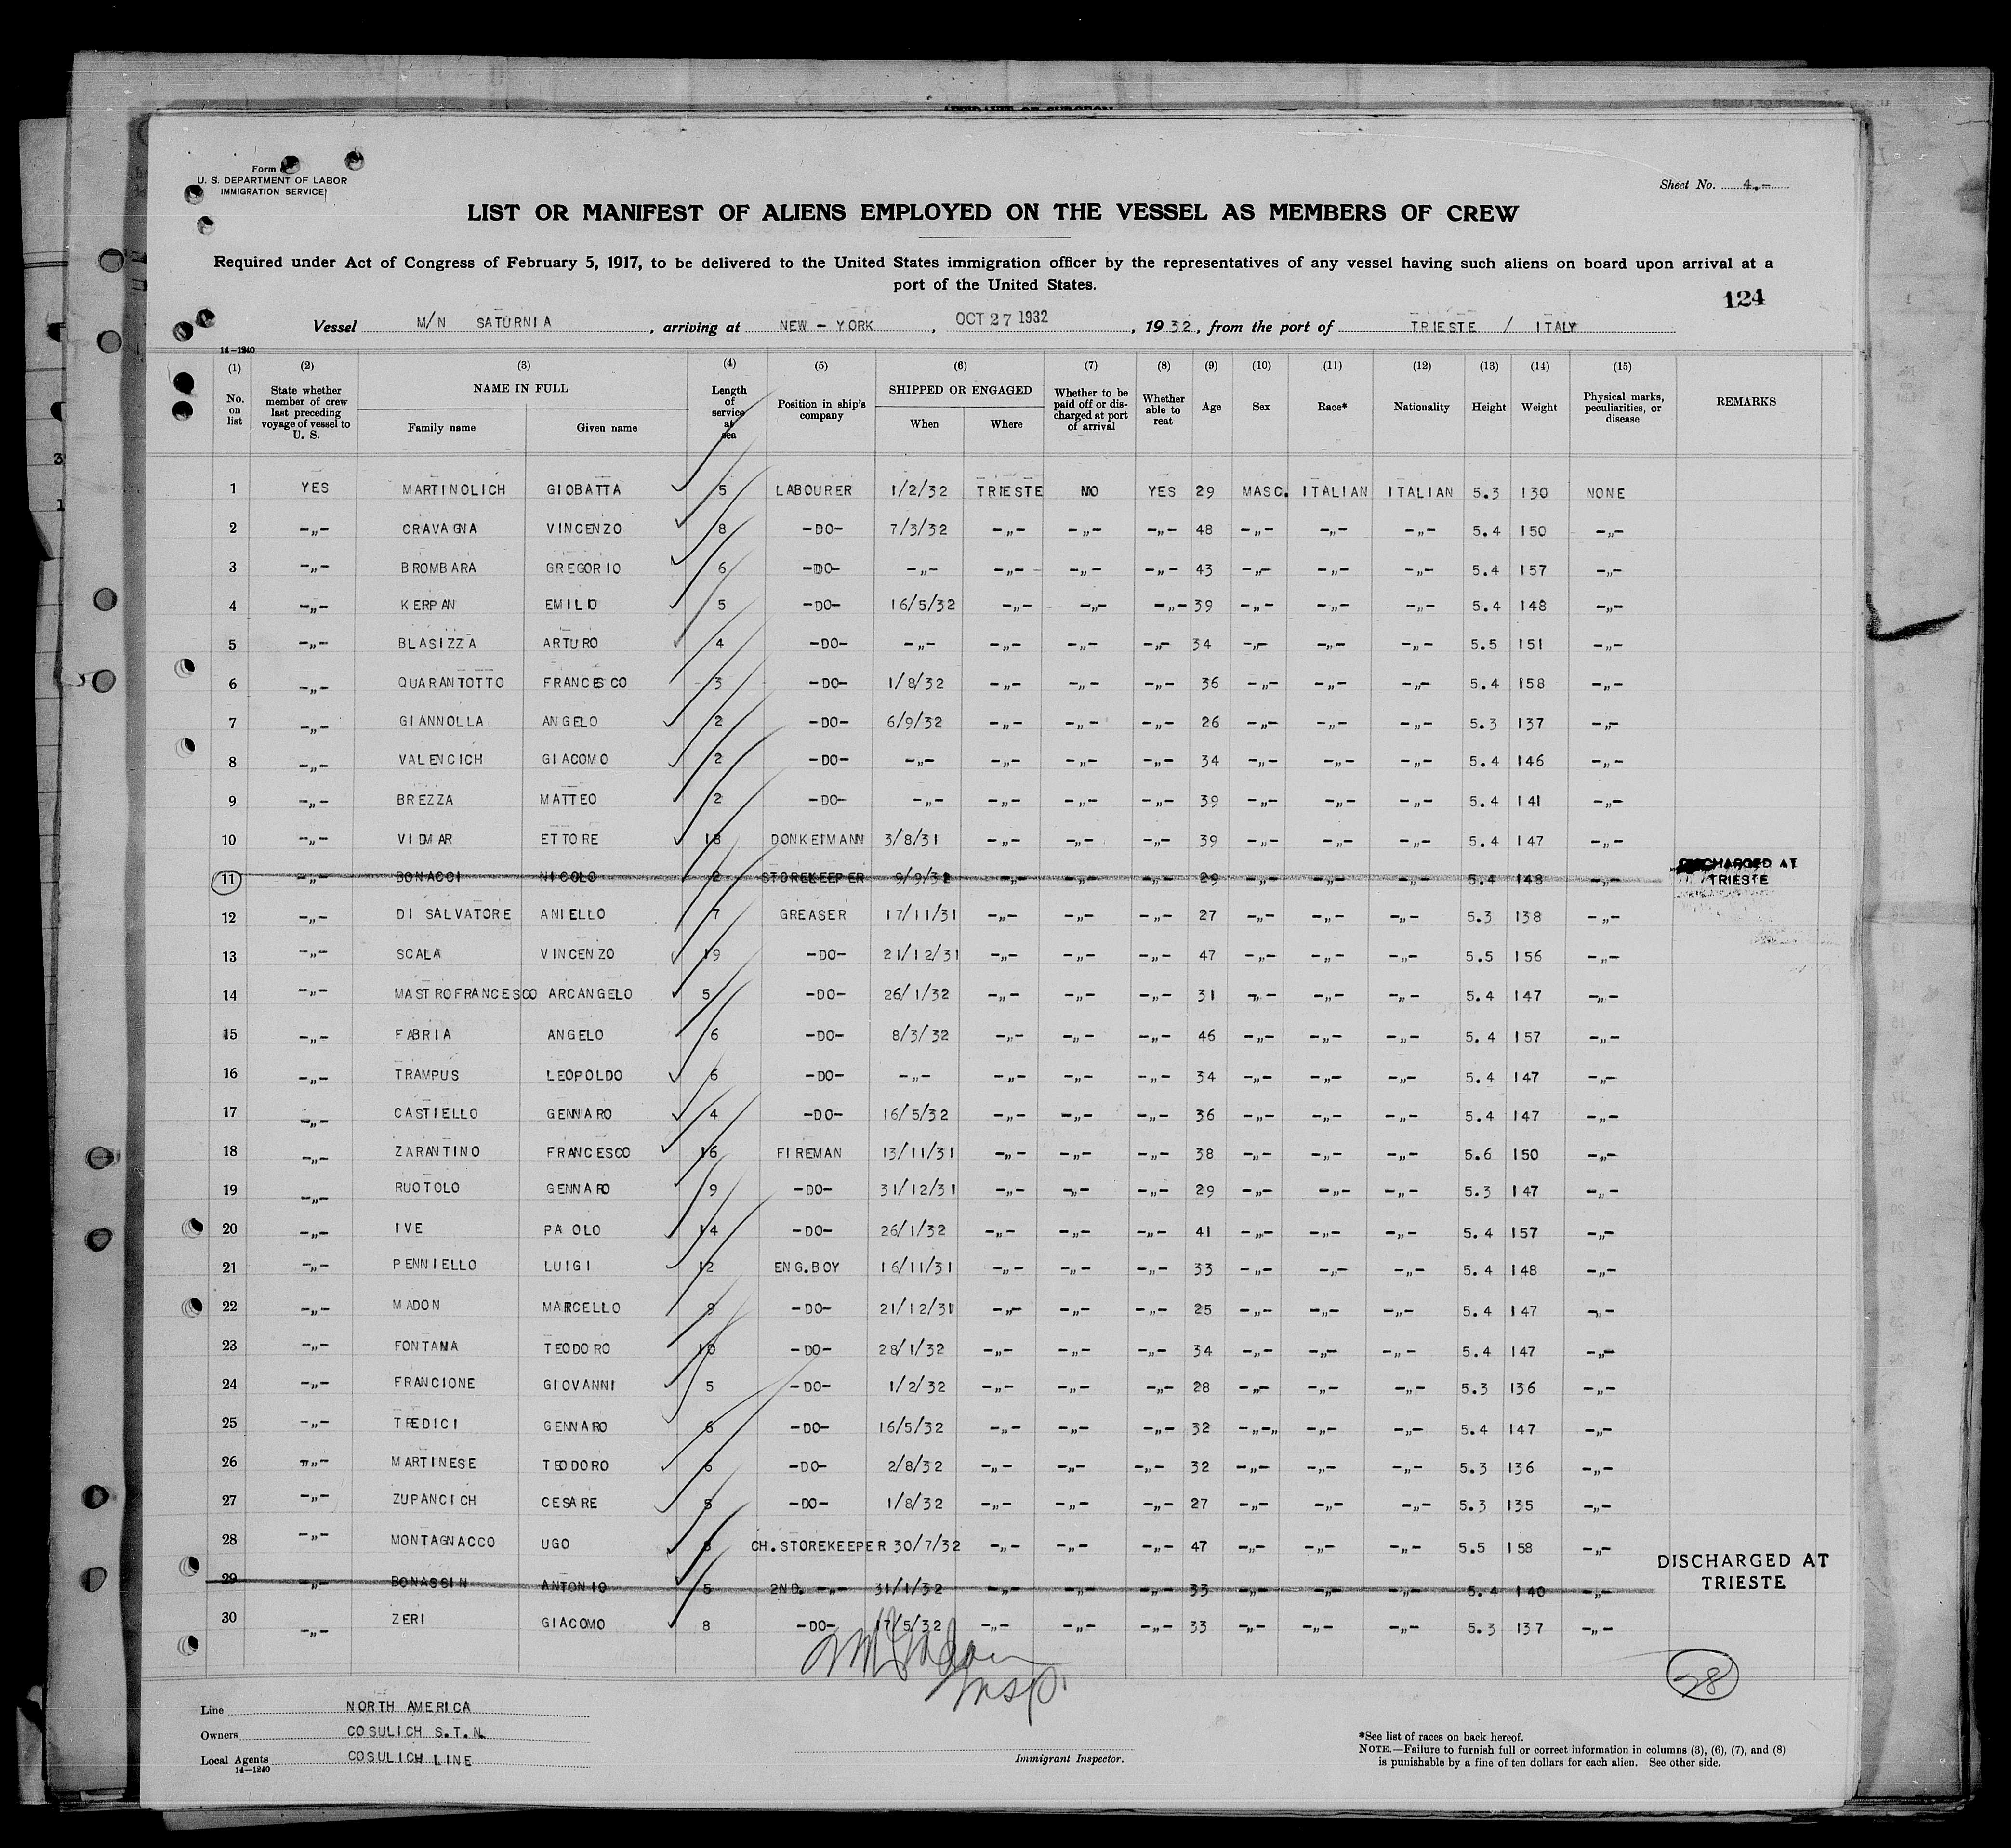 Form
U. S. DEPARTMENT OF LABOR
IMMIGRATION SERVICE
Sheet No. 4.-
LIST OR MANIFEST OF ALIENS EMPLOYED ON THE VESSEL AS MEMBERS OF CREW
Required under Act of Congress of February 5, 1917, to be delivered to the United States immigration officer by the representatives of any vessel having such aliens on board upon arrival at a
port of the United States.
124
Vessel M/N SATURNIA, arriving at NEW-YORK, OCT 27 1932, 1932, from the port of TRIESTE / ITALY
14-1240
(1) No. on list (2) State whether member of crew last preceding voyage of vessel to U. S. (3) NAME IN FULL Family name Given name (4) Length of service at sea (5) Position in ship's company (6) SHIPPED OR ENGAGED When Where (7) Whether to be paid off or discharged at port of arrival (8) Whether able to reat (9) Age (10) Sex (11) Race* (12) Nationality (13) Height (14) Weight (15) Physical marks, peculiarities, or disease REMARKS
1 YES MARTINOLICH GIOBATTA 5 LABOURER 1/2/32 TRIESTE NO YES 29 MASC. ITALIAN ITALIAN 5.3 130 NONE
2 -„- CRAVAGNA VINCENZO 8 -DO- 7/3/32 -„- -„- -„- 48 -„- -„- -„- 5.4 150 -„-
3 -„- BROMBARA GREGORIO 6 -DO- -„- -„- -„- -„- 43 -„- -„- -„- 5.4 157 -„-
4 -„- KERPAN EMILIO 5 -DO- 16/5/32 -„- -„- -„- 39 -„- -„- -„- 5.4 148 -„-
5 -„- BLASIZZA ARTURO 4 -DO- -„- -„- -„- -„- 34 -„- -„- -„- 5.5 151 -„-
6 -„- QUARANTOTTO FRANCESCO 3 -DO- 1/8/32 -„- -„- -„- 36 -„- -„- -„- 5.4 158 -„-
7 -„- GIANNOLLA ANGELO 2 -DO- 6/9/32 -„- -„- -„- 26 -„- -„- -„- 5.3 137 -„-
8 -„- VALENCICH GIACOMO 2 -DO- -„- -„- -„- -„- 34 -„- -„- -„- 5.4 146 -„-
9 -„- BREZZA MATTEO 2 -DO- -„- -„- -„- -„- 39 -„- -„- -„- 5.4 141 -„-
10 -„- VIDMAR ETTORE 18 DONKEIMANN 3/8/31 -„- -„- -„- 39 -„- -„- -„- 5.4 147 -„-
11 -„- BONACCI NICOLO 2 STOREKEEPER 9/9/32 -„- -„- -„- 29 -„- -„- -„- 5.4 148 -„- DISCHARGED AT TRIESTE
12 -„- DI SALVATORE ANIELLO 7 GREASER 17/11/31 -„- -„- -„- 27 -„- -„- -„- 5.3 138 -„-
13 -„- SCALA VINCENZO 19 -DO- 21/12/31 -„- -„- -„- 47 -„- -„- -„- 5.5 156 -„-
14 -„- MASTROFRANCESCO ARCANGELO 5 -DO- 26/1/32 -„- -„- -„- 31 -„- -„- -„- 5.4 147 -„-
15 -„- FABRIA ANGELO 6 -DO- 8/3/32 -„- -„- -„- 46 -„- -„- -„- 5.4 157 -„-
16 -„- TRAMPUS LEOPOLDO 6 -DO- -„- -„- -„- -„- 34 -„- -„- -„- 5.4 147 -„-
17 -„- CASTIELLO GENNARO 4 -DO- 16/5/32 -„- -„- -„- 36 -„- -„- -„- 5.4 147 -„-
18 -„- ZARANTINO FRANCESCO 16 FIREMAN 13/11/31 -„- -„- -„- 38 -„- -„- -„- 5.6 150 -„-
19 -„- RUOTOLO GENNARO 9 -DO- 31/12/31 -„- -„- -„- 29 -„- -„- -„- 5.3 147 -„-
20 -„- IVE PAOLO 14 -DO- 26/1/32 -„- -„- -„- 41 -„- -„- -„- 5.4 157 -„-
21 -„- PENNIELLO LUIGI 12 ENG.BOY 16/11/31 -„- -„- -„- 33 -„- -„- -„- 5.4 148 -„-
22 -„- MADON MARCELLO 9 -DO- 21/12/31 -„- -„- -„- 25 -„- -„- -„- 5.4 147 -„-
23 -„- FONTANA TEODORO 10 -DO- 28/1/32 -„- -„- -„- 34 -„- -„- -„- 5.4 147 -„-
24 -„- FRANCIONE GIOVANNI 5 -DO- 1/2/32 -„- -„- -„- 28 -„- -„- -„- 5.3 136 -„-
25 -„- TREDICI GENNARO 6 -DO- 16/5/32 -„- -„- -„- 32 -„-„ -„- -„- 5.4 147 -„-
26 -„- MARTINESE TEODORO 6 -DO- 2/8/32 -„- -„- -„- 32 -„- -„- -„- 5.3 136 -„-
27 -„- ZUPANCICH CESARE 5 -DO- 1/8/32 -„- -„- -„- 27 -„- -„- -„- 5.3 135 -„-
28 -„- MONTAGNACCO UGO CH.STOREKEEPER 30/7/32 -„- -„- -„- 47 -„- -„- -„- 5.5 158 -„-
29 -„- BONASSIN ANTONIO 5 2ND. -„- 31/1/32 -„- -„- -„- 33 -„- -„- -„- 5.4 140 -„- DISCHARGED AT TRIESTE
30 -„- ZERI GIACOMO 8 -DO- 17/5/32 -„- -„- -„- 33 -„- -„- -„- 5.3 137 -„-
Insp.
28
Line NORTH AMERICA
Owners COSULICH S.T.N.
Local Agents COSULICH LINE
14-1240
Immigrant Inspector.
*See list of races on back hereof.
NOTE.—Failure to furnish full or correct information in columns (3), (6), (7), and (8)
is punishable by a fine of ten dollars for each alien. See other side.